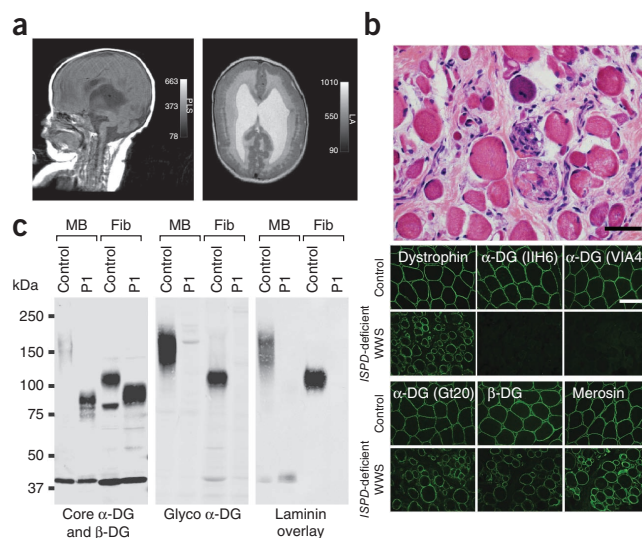 a
663
373
78
PLS
1010
550
90
LA
b
Dystrophin
α-DG (IIH6)
α-DG (VIA4)
Control
ISPD-deficient
WWS
α-DG (Gt20)
β-DG
Merosin
Control
ISPD-deficient
WWS
c
MB Fib MB Fib MB Fib
Control P1 Control P1 Control P1 Control P1 Control P1 Control P1
kDa
250
150
100
75
50
37
Core α-DG
and β-DG
Glyco α-DG
Laminin
overlay